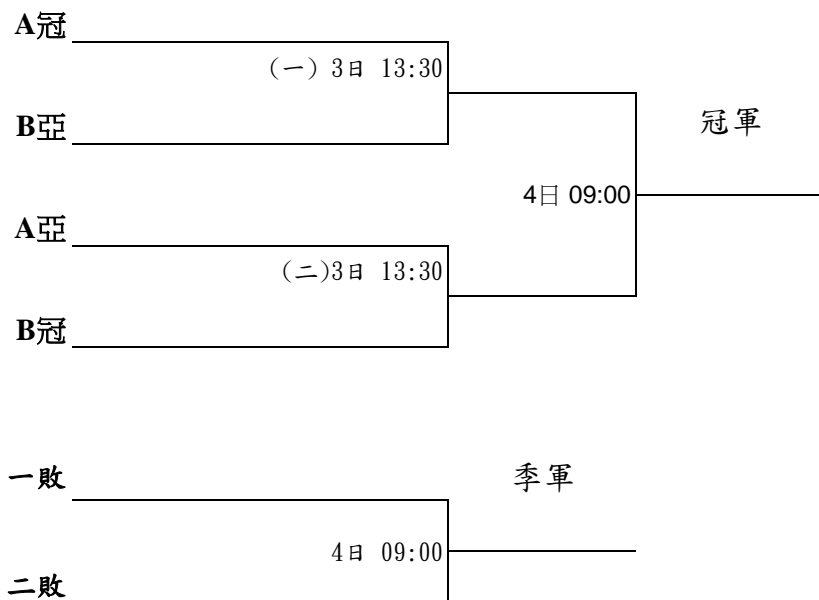 A冠
(一) 3日 13:30
冠軍
B亞
4日 09:00
A亞
(二)3日 13:30
B冠
一敗
季軍
4日 09:00
二敗